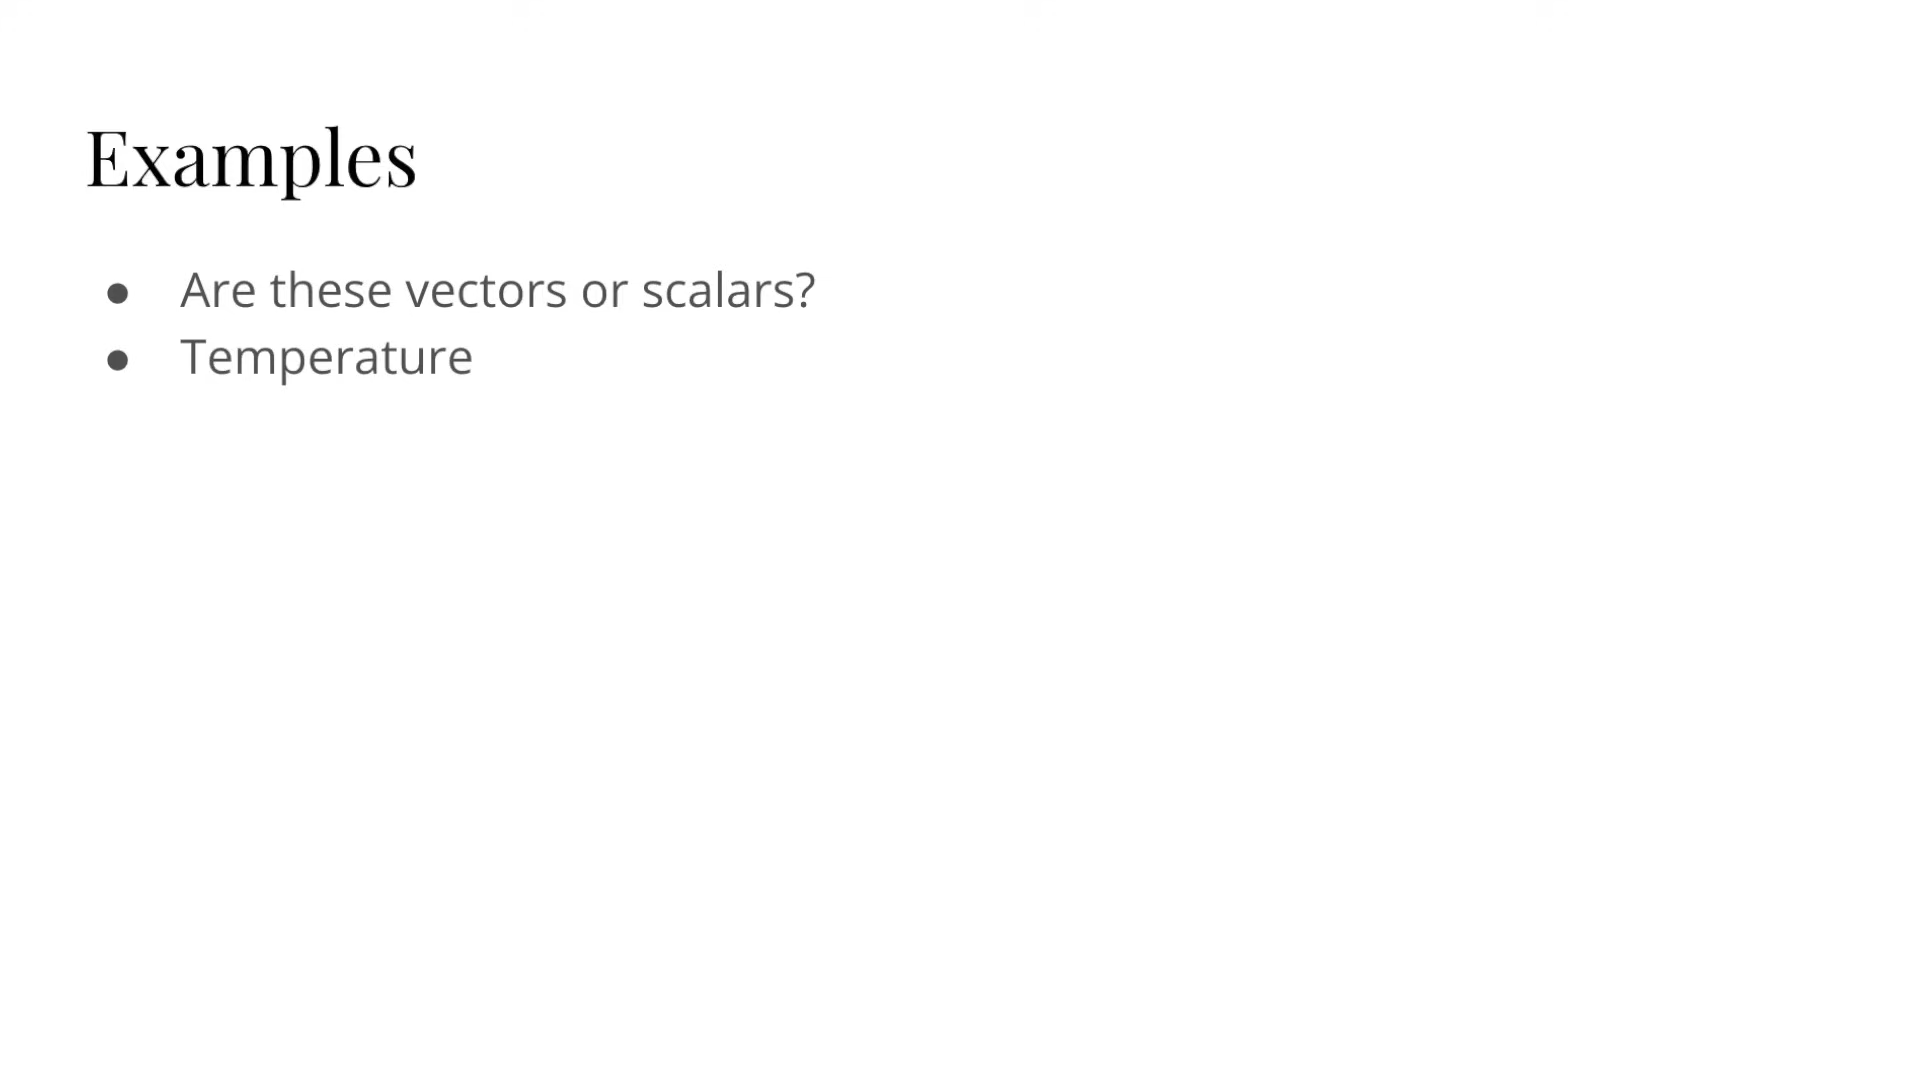 Examples
● Are these vectors or scalars?
● Temperature